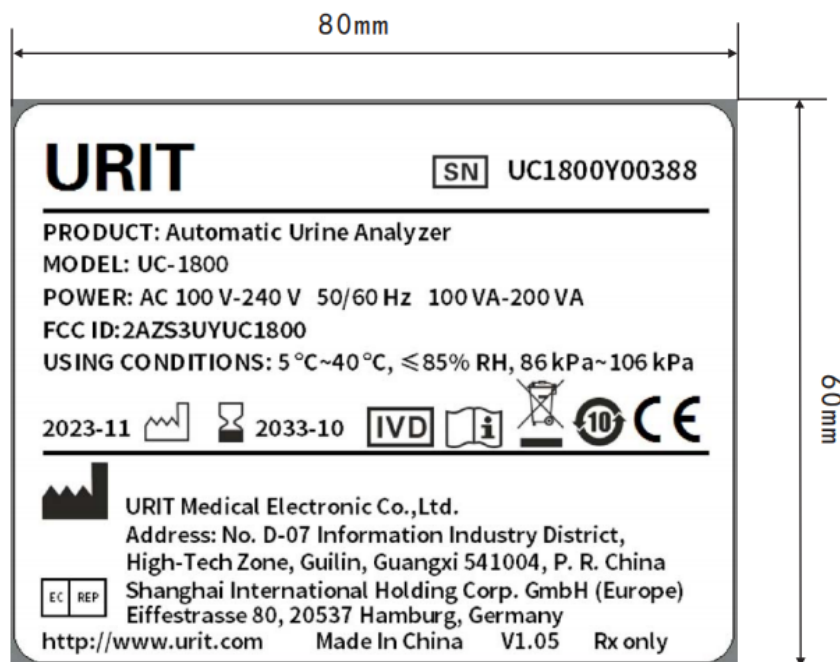 80mm
URIT SN UC1800Y00388
PRODUCT: Automatic Urine Analyzer
MODEL: UC-1800
POWER: AC 100 V-240 V 50/60 Hz 100 VA-200 VA
FCC ID:2AZS3UYUC1800
USING CONDITIONS: 5°C~40°C, ≤85% RH, 86 kPa~106 kPa
2023-11 2033-10 IVD i 10 CE
60mm
URIT Medical Electronic Co.,Ltd.
Address: No. D-07 Information Industry District,
High-Tech Zone, Guilin, Guangxi 541004, P. R. China
EC REP Shanghai International Holding Corp. GmbH (Europe)
Eiffestrasse 80, 20537 Hamburg, Germany
http://www.urit.com Made In China V1.05 Rx only